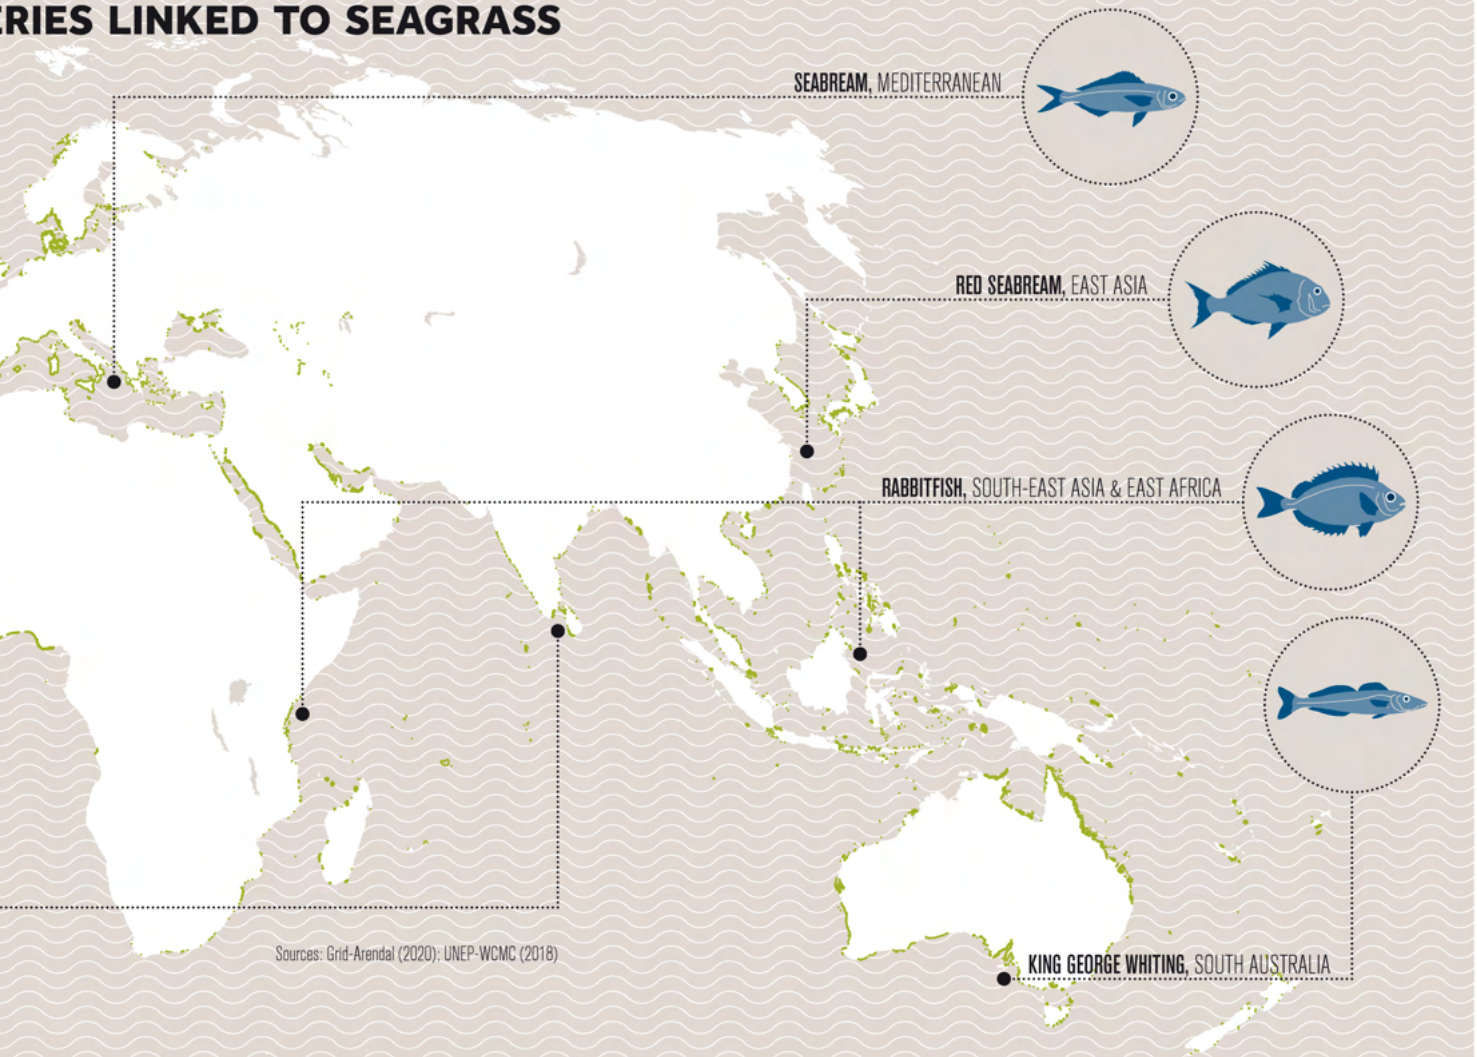 ERIES LINKED TO SEAGRASS
SEABREAM, MEDITERRANEAN
RED SEABREAM, EAST ASIA
RABBITFISH, SOUTH-EAST ASIA & EAST AFRICA
Sources: Grid-Arendal (2020); UNEP-WCMC (2018)
KING GEORGE WHITING, SOUTH AUSTRALIA